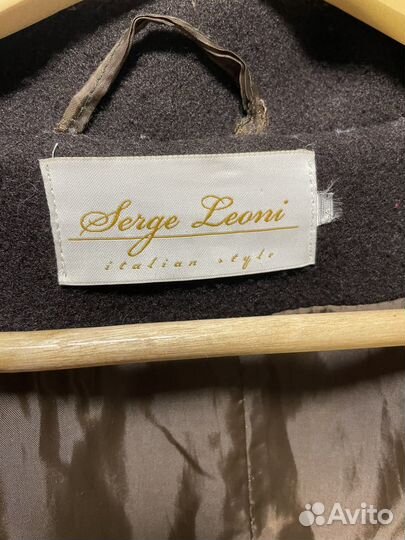 Serge Leoni
italian style
Avito